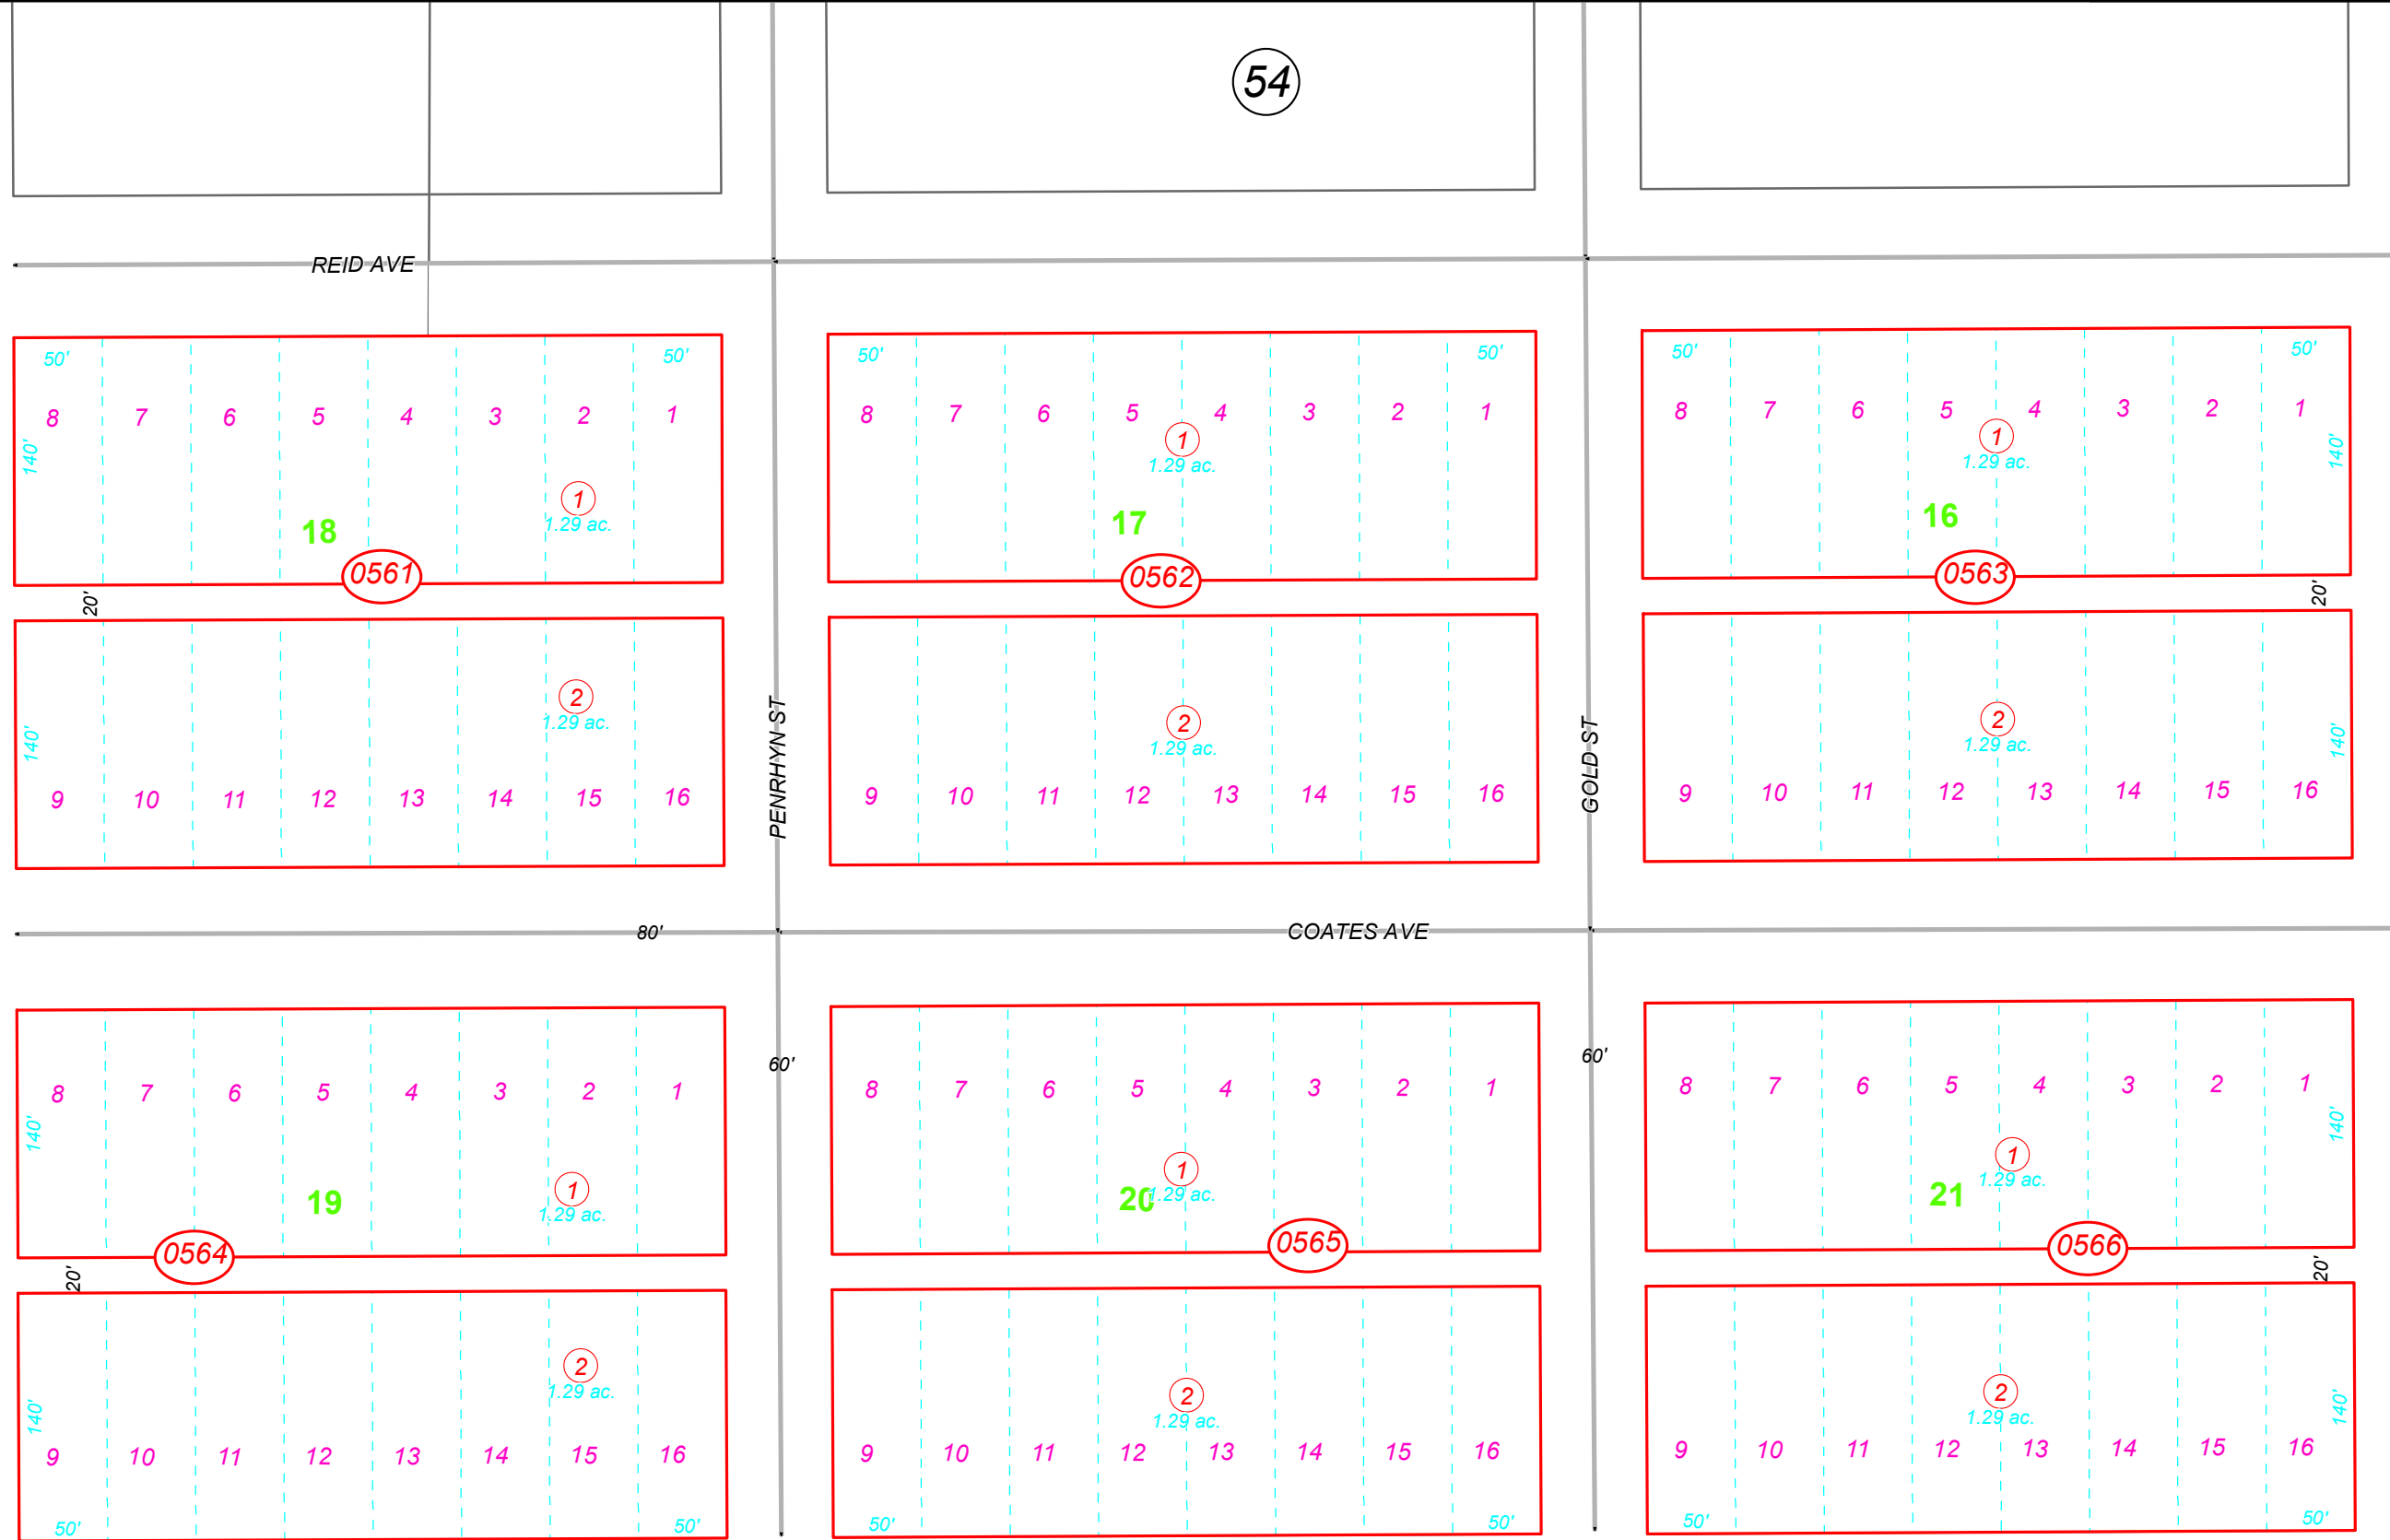 54
REID AVE
50' 50' 50' 50' 50' 50'
8 7 6 5 4 3 2 1 8 7 6 5 4 3 2 1 8 7 6 5 4 3 2 1
140' 1 1 140'
1.29 ac. 1.29 ac.
1
18 1.29 ac. 17 16
0561 0562 0563
20' 20'
2 2 2
1.29 ac. 1.29 ac. 1.29 ac.
140' PENRHYN ST GOLD ST 140'
9 10 11 12 13 14 15 16 9 10 11 12 13 14 15 16 9 10 11 12 13 14 15 16
80' COATES AVE
60' 60'
8 7 6 5 4 3 2 1 8 7 6 5 4 3 2 1 8 7 6 5 4 3 2 1
140' 140'
1 1 1
19 1.29 ac. 20 1.29 ac. 21 1.29 ac.
0564 0565 0566
20' 20'
2 2 2
1.29 ac. 1.29 ac. 1.29 ac.
140' 140'
9 10 11 12 13 14 15 16 9 10 11 12 13 14 15 16 9 10 11 12 13 14 15 16
50' 50' 50' 50' 50' 50'